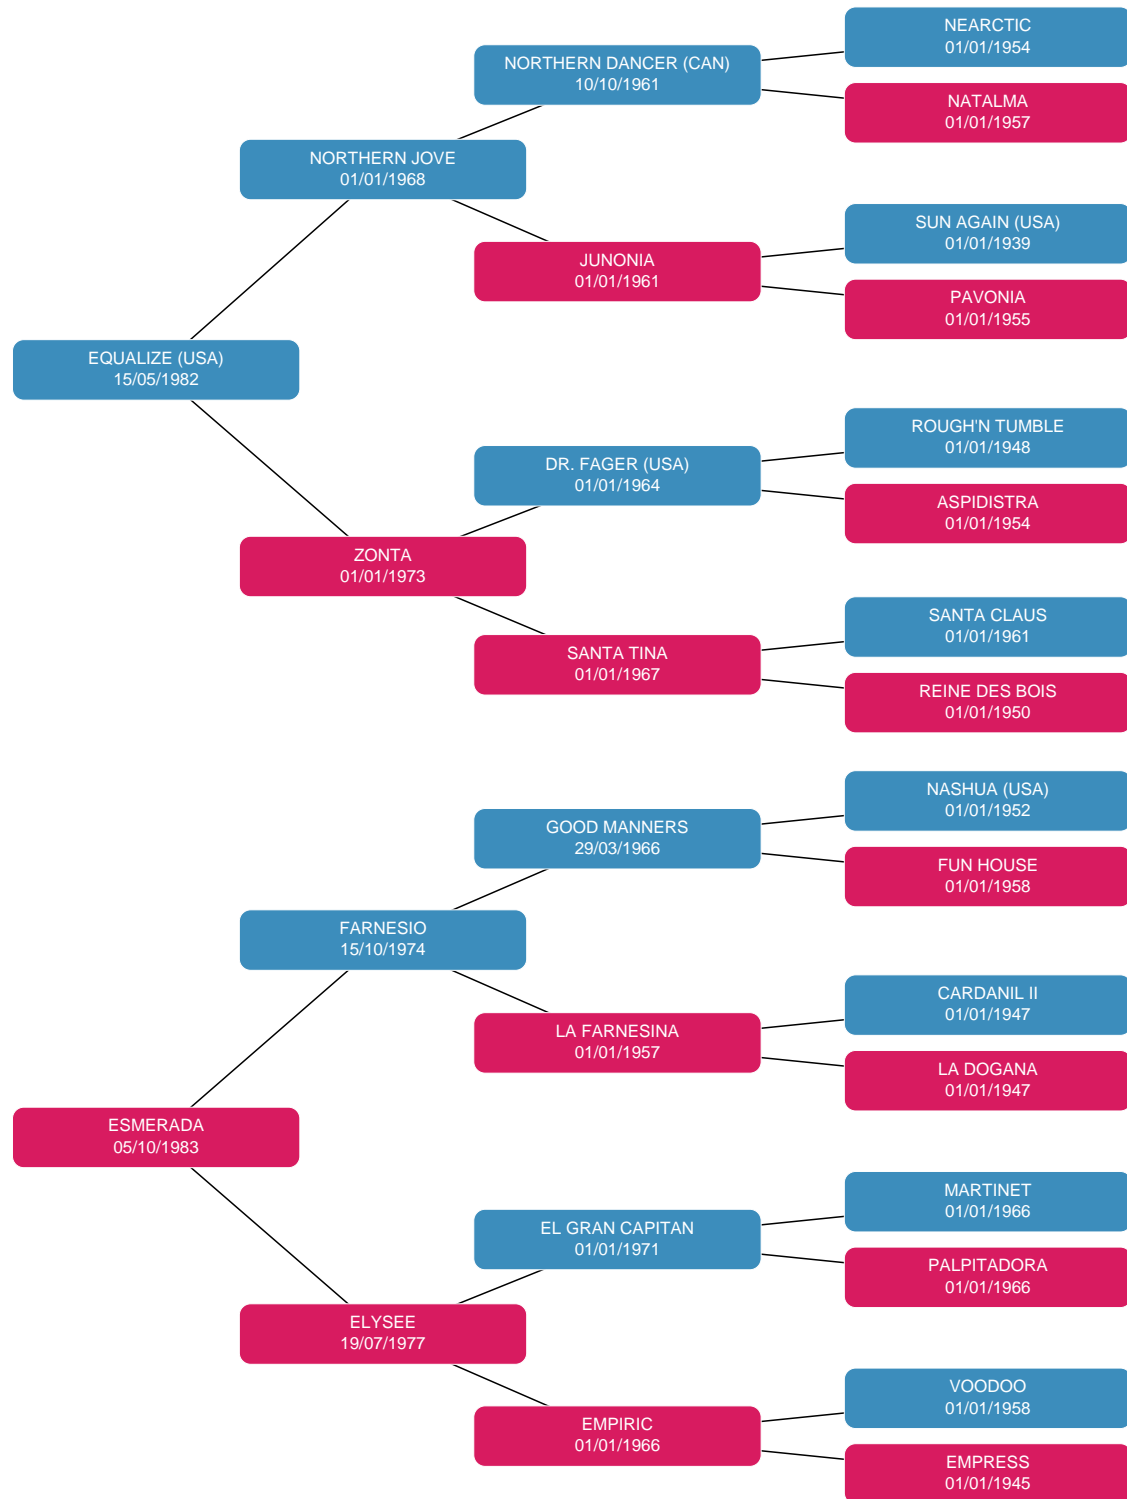 NEARCTIC
01/01/1954
NORTHERN DANCER (CAN)
10/10/1961
NATALMA
01/01/1957
NORTHERN JOVE
01/01/1968
SUN AGAIN (USA)
01/01/1939
JUNONIA
01/01/1961
PAVONIA
01/01/1955
EQUALIZE (USA)
15/05/1982
ROUGH'N TUMBLE
01/01/1948
DR. FAGER (USA)
01/01/1964
ASPIDISTRA
01/01/1954
ZONTA
01/01/1973
SANTA CLAUS
01/01/1961
SANTA TINA
01/01/1967
REINE DES BOIS
01/01/1950
NASHUA (USA)
01/01/1952
GOOD MANNERS
29/03/1966
FUN HOUSE
01/01/1958
FARNESIO
15/10/1974
CARDANIL II
01/01/1947
LA FARNESINA
01/01/1957
LA DOGANA
01/01/1947
ESMERADA
05/10/1983
MARTINET
01/01/1966
EL GRAN CAPITAN
01/01/1971
PALPITADORA
01/01/1966
ELYSEE
19/07/1977
VOODOO
01/01/1958
EMPIRIC
01/01/1966
EMPRESS
01/01/1945